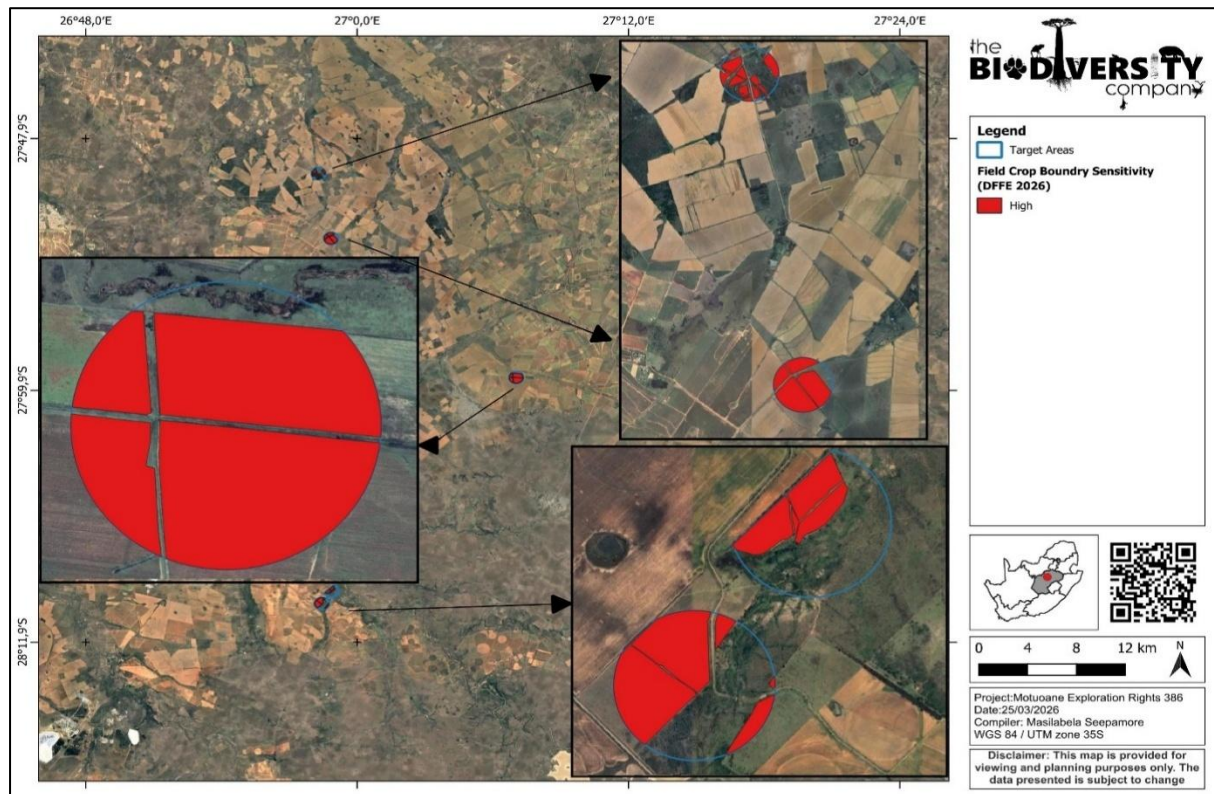 26°48,0'E 27°0,0'E 27°12,0'E 27°24,0'E
27°47,9'S
27°59,9'S
28°11,9'S
the
BIODIVERSITY
company
Legend
Target Areas
Field Crop Boundry Sensitivity
(DFFE 2026)
High
0 4 8 12 km
N
Project:Motuoane Exploration Rights 386
Date:25/03/2026
Compiler: Masilabela Seepamore
WGS 84 / UTM zone 35S
Disclaimer: This map is provided for
viewing and planning purposes only. The
data presented is subject to change